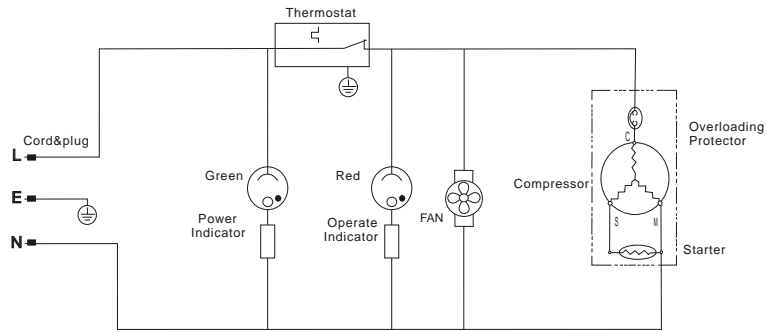 Thermostat
Cord&plug
L
E
N
Green
Power
Indicator
Red
Operate
Indicator
FAN
Compressor
C
S
M
Overloading
Protector
Starter